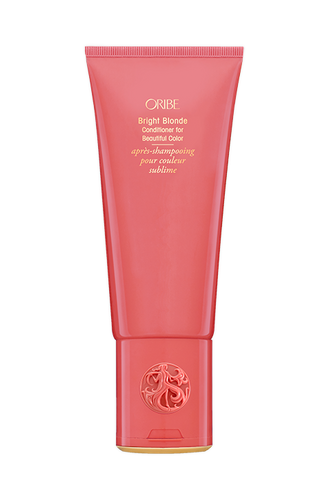 ORIBE
Bright Blonde
Conditioner for
Beautiful Color
après-shampooing
pour couleur
sublime